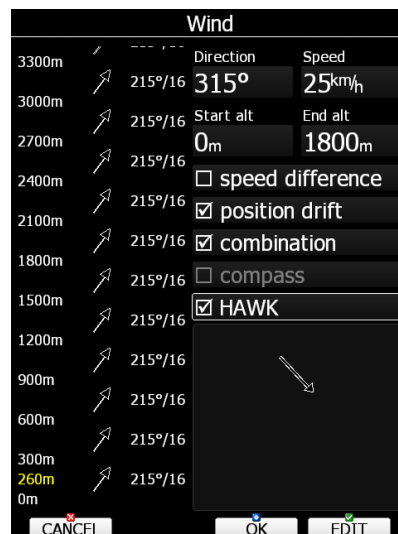 Wind
3300m
215°/16
3000m
215°/16
2700m
215°/16
2400m
215°/16
2100m
215°/16
1800m
215°/16
1500m
215°/16
1200m
215°/16
900m
215°/16
600m
215°/16
300m
260m
215°/16
0m
Direction
Speed
315°
25km/h
Start alt
End alt
0m
1800m
speed difference
position drift
combination
compass
HAWK
CANCEL
OK
EDIT